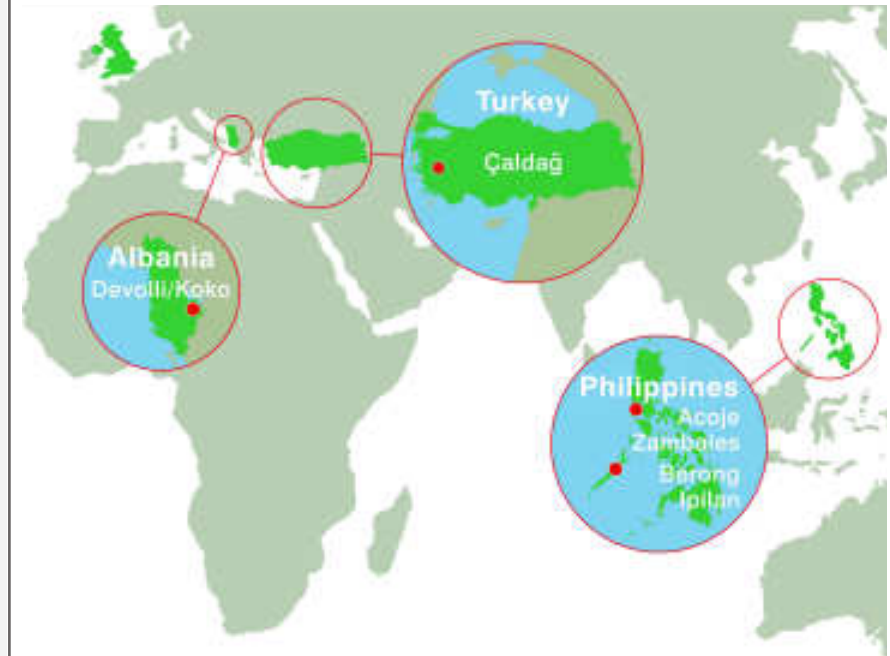 Turkey
Çaldağ
Albania
Devolli/Koko
Philippines
Acoje
Zambales
Berong
Ipilan